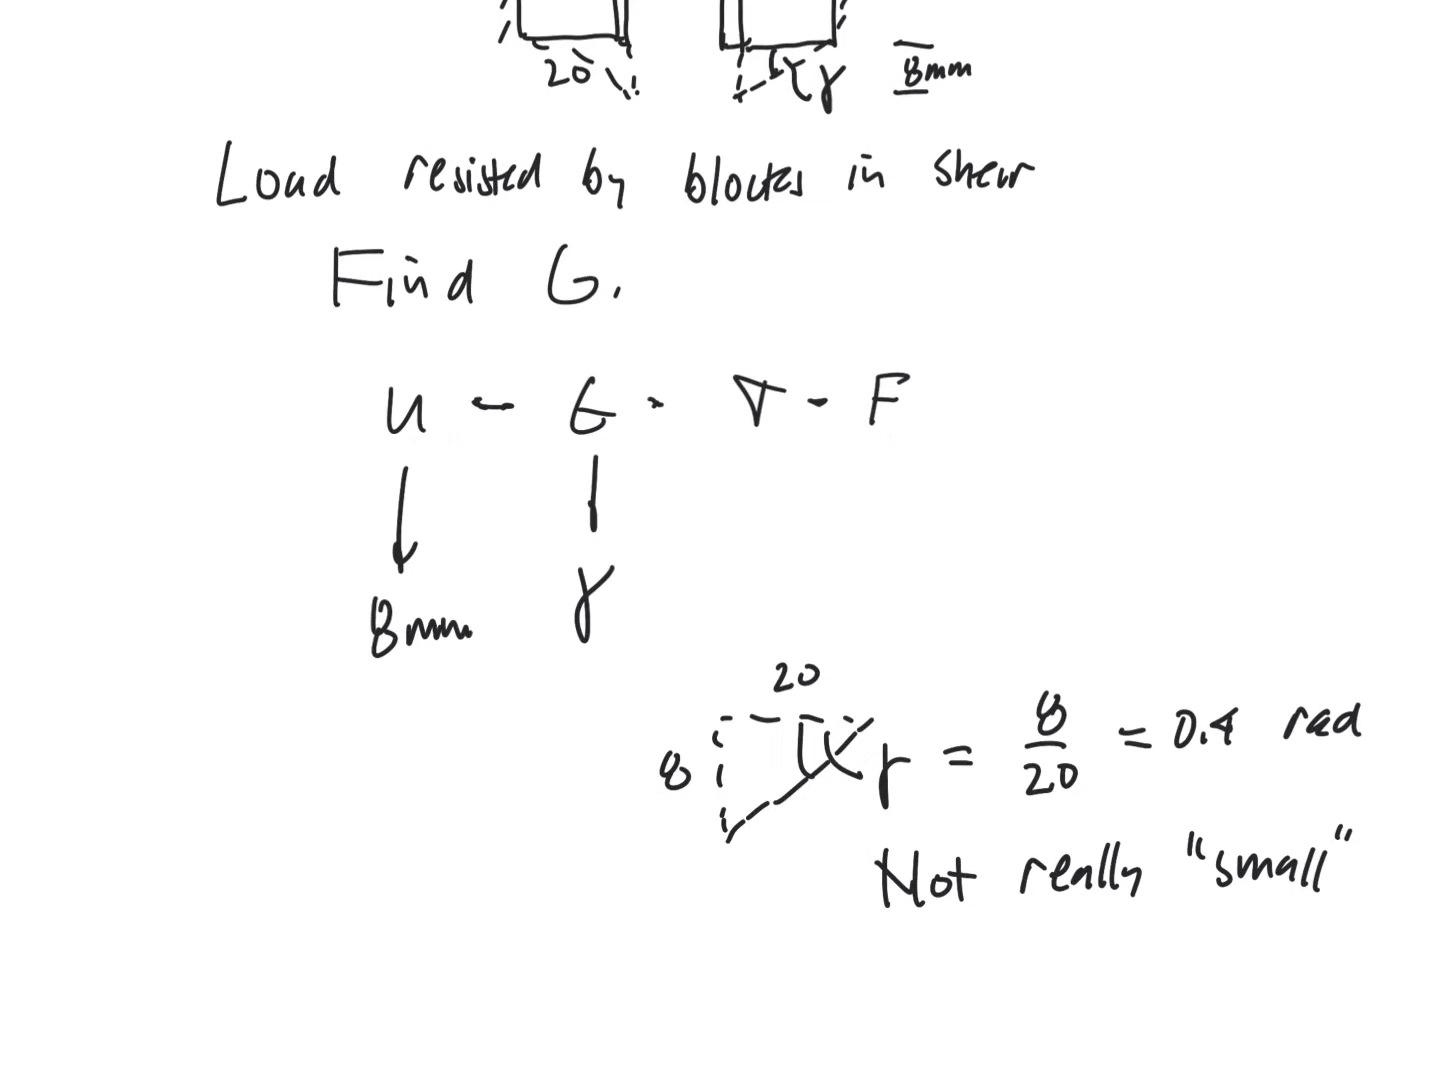 20 γ 8mm
Load resisted by blocks in shear
Find G.
u - ε - σ - F
8mm γ
20
8 γ = 8/20 = 0.4 rad
Not really "small"